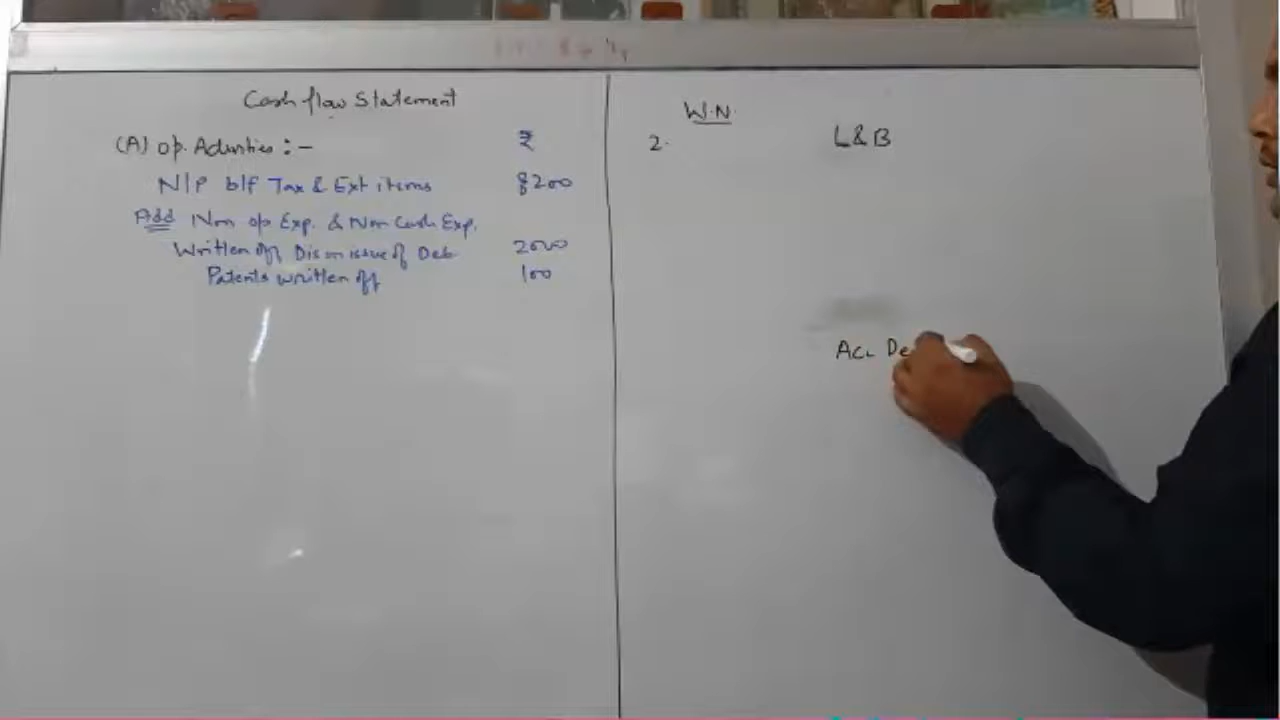 Cash flow Statement
(A) op. Activities :- ₹
N/P b/f Tax & Ext items 8200
Add Non op Exp. & Non Cash Exp.
Written off Dis on issue of Deb 2000
Patents written off 100
W.N.
2. L&B
Acc De